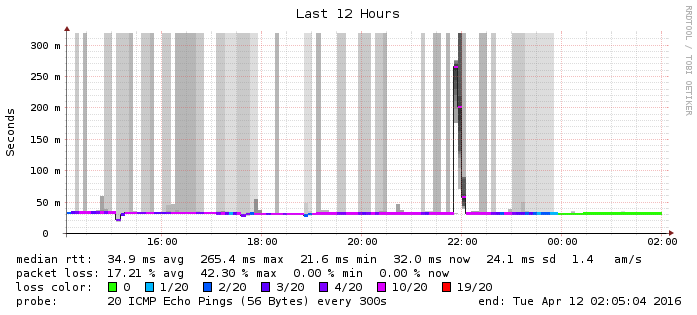 Last 12 Hours
RRDTOOL / TOBI OETIKER
Seconds
300 m
250 m
200 m
150 m
100 m
50 m
0
16:00 18:00 20:00 22:00 00:00 02:00
median rtt: 34.9 ms avg 265.4 ms max 21.6 ms min 32.0 ms now 24.1 ms sd 1.4 am/s
packet loss: 17.21 % avg 42.30 % max 0.00 % min 0.00 % now
loss color: 0 1/20 2/20 3/20 4/20 10/20 19/20
probe: 20 ICMP Echo Pings (56 Bytes) every 300s end: Tue Apr 12 02:05:04 2016